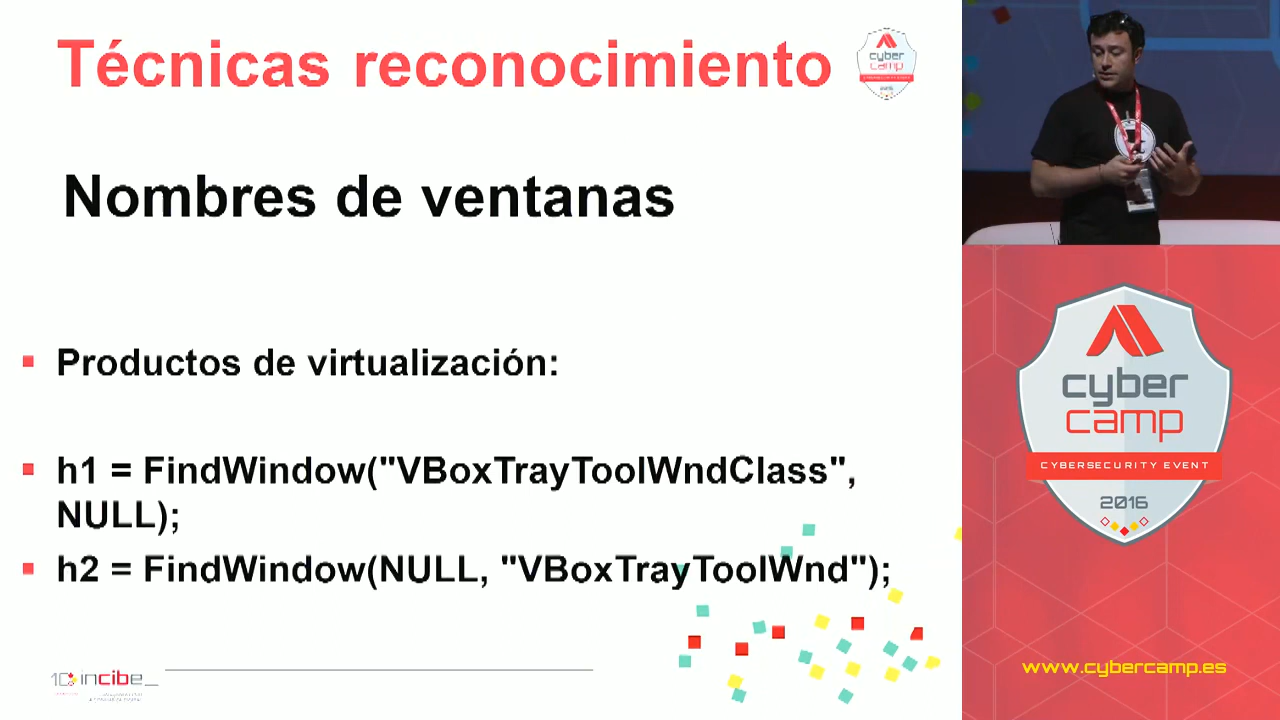 Técnicas reconocimiento
cyber
camp
Nombres de ventanas
Productos de virtualización:
h1 = FindWindow("VBoxTrayToolWndClass",
NULL);
h2 = FindWindow(NULL, "VBoxTrayToolWnd");
incibe_
cyber
camp
CYBERSECURITY EVENT
2016
www.cybercamp.es